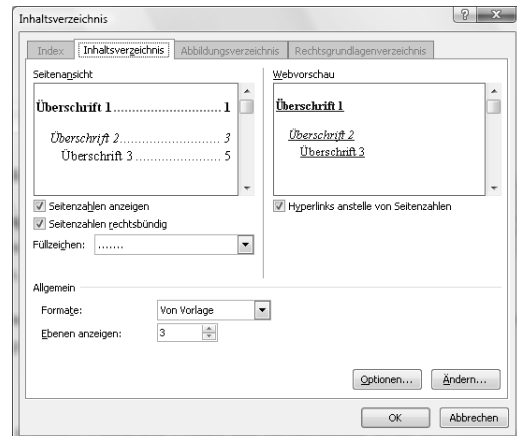 Inhaltsverzeichnis
Index Inhaltsverzeichnis Abbildungsverzeichnis Rechtsgrundlagenverzeichnis
Seitenansicht
Überschrift 1.............................. 1
Überschrift 2.......................... 3
Überschrift 3 ...................... 5
Webvorschau
Überschrift 1
Überschrift 2
Überschrift 3
Seitenzahlen anzeigen
Seitenzahlen rechtsbündig
Füllzeichen: .......
Hyperlinks anstelle von Seitenzahlen
Allgemein
Formate: Von Vorlage
Ebenen anzeigen: 3
Optionen... Ändern...
OK Abbrechen